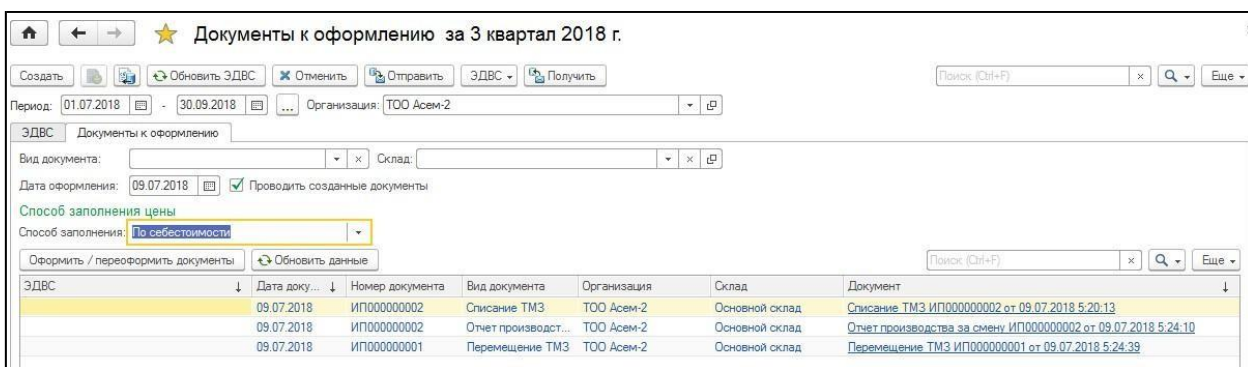 Документы к оформлению за 3 квартал 2018 г.
Создать Обновить ЭДВС Отменить Отправить ЭДВС Получить Поиск (Ctrl+F) × Еще
Период: 01.07.2018 - 30.09.2018 ... Организация: ТОО Асем-2
ЭДВС Документы к оформлению
Вид документа: × Склад: ×
Дата оформления: 09.07.2018 Проводить созданные документы
Способ заполнения цены
Способ заполнения: По себестоимости
Оформить / переоформить документы Обновить данные Поиск (Ctrl+F) × Еще
ЭДВС ↓ Дата доку... ↓ Номер документа Вид документа Организация Склад Документ ↓
09.07.2018 ИП000000002 Списание ТМЗ ТОО Асем-2 Основной склад Списание ТМЗ ИП000000002 от 09.07.2018 5:20:13
09.07.2018 ИП000000002 Отчет производст... ТОО Асем-2 Основной склад Отчет производства за смену ИП000000002 от 09.07.2018 5:24:10
09.07.2018 ИП000000001 Перемещение ТМЗ ТОО Асем-2 Основной склад Перемещение ТМЗ ИП000000001 от 09.07.2018 5:24:39